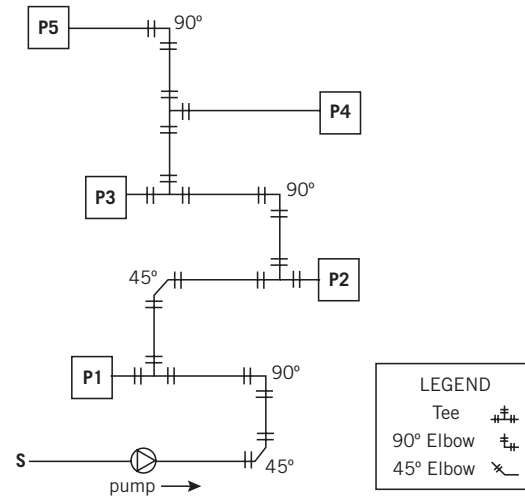 P5
90º
P4
P3
90º
45º
P2
P1
90º
S
45º
pump
LEGEND
Tee
90º Elbow
45º Elbow